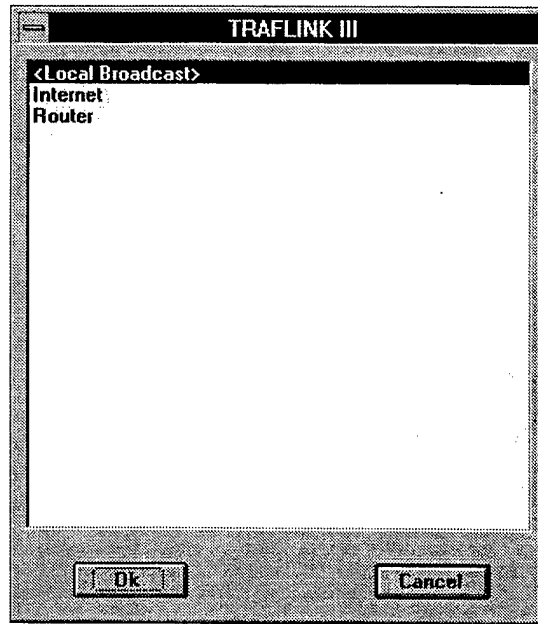 TRAFLINK III
<Local Broadcast>
Internet
Router
Ok
Cancel